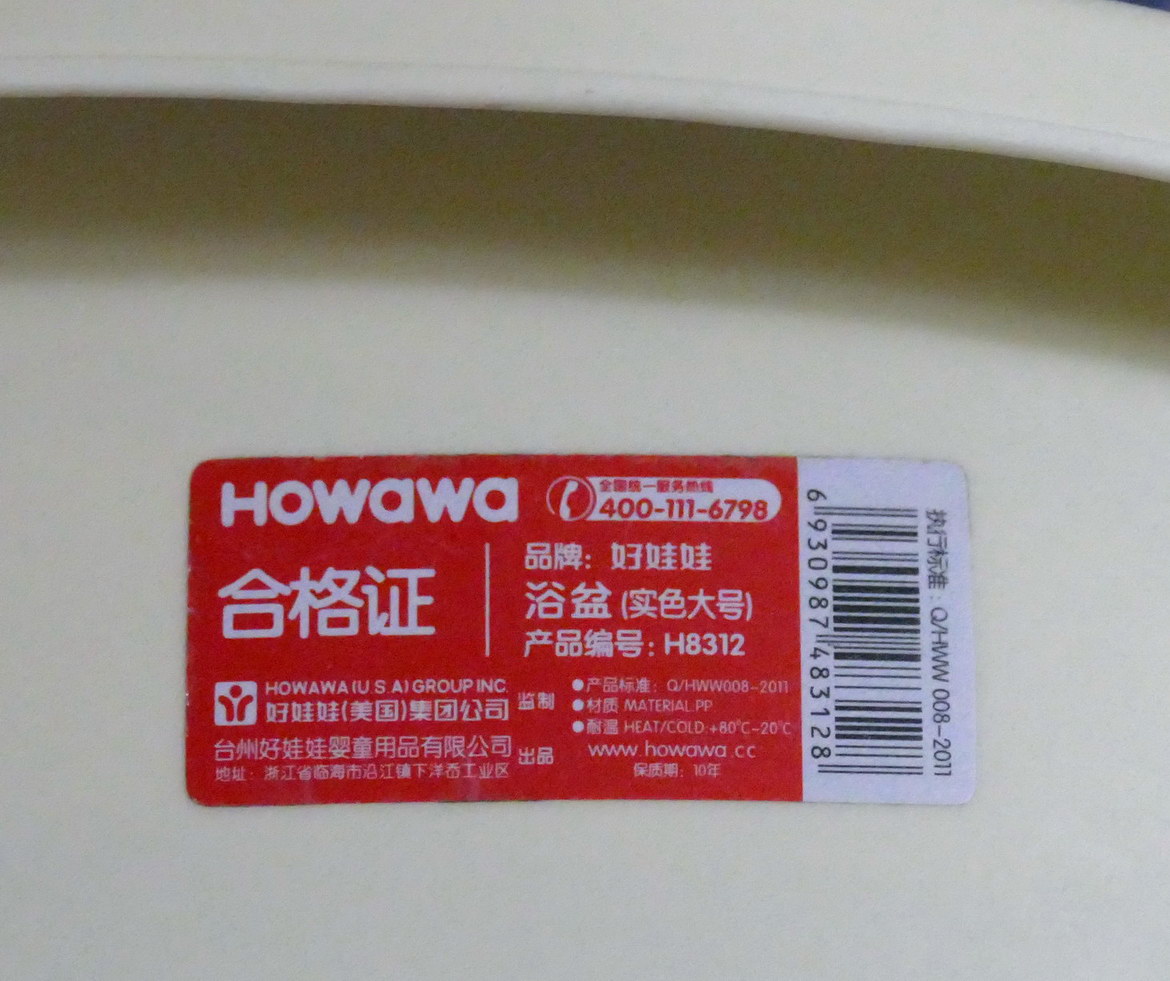 HOWAWA
全国统一服务热线
400-111-6798
合格证
品牌：好娃娃
浴盆(实色大号)
产品编号：H8312
HOWAWA(U S A)GROUP INC.
好娃娃(美国)集团公司 监制
台州好娃娃婴童用品有限公司 出品
地址：浙江省临海市沿江镇下洋岙工业区
●产品标准：Q/HWW008-2011
●材质 MATERIAL.PP
●耐温 HEAT/COLD:+80℃-20℃
www.howawa.cc
保质期：10年
6 930987 483128
执行标准：Q/HWW 008-2011